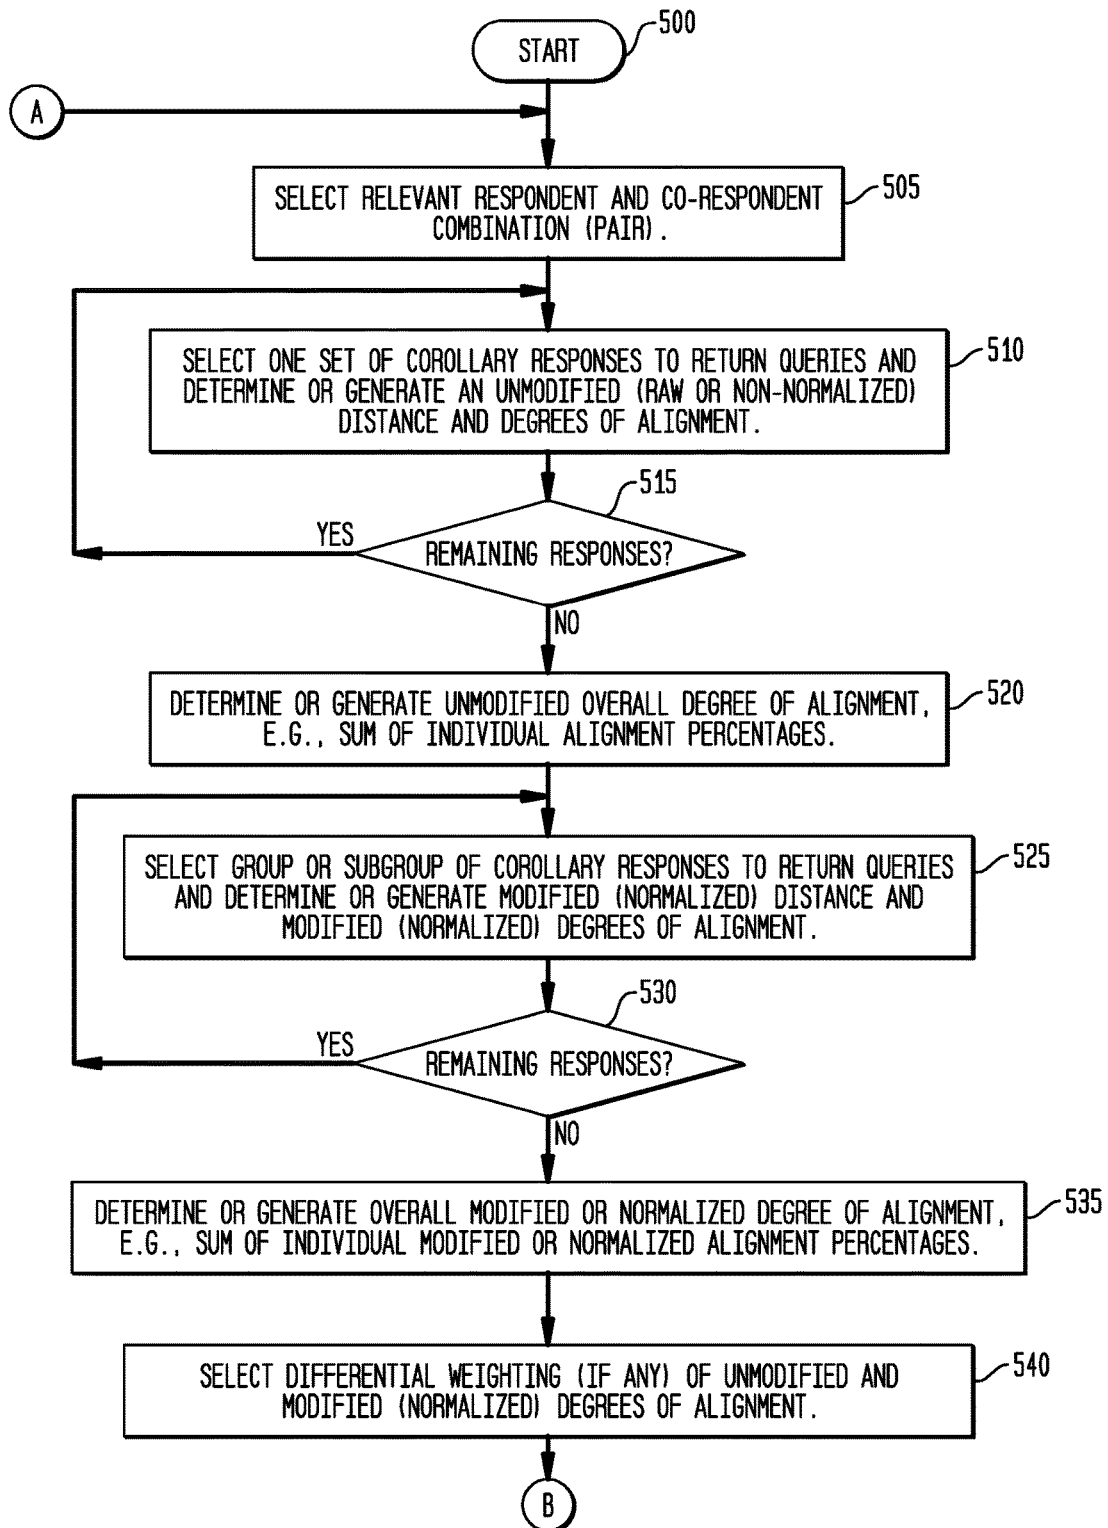 START
500
A
SELECT RELEVANT RESPONDENT AND CO-RESPONDENT
COMBINATION (PAIR).
505
SELECT ONE SET OF COROLLARY RESPONSES TO RETURN QUERIES AND
DETERMINE OR GENERATE AN UNMODIFIED (RAW OR NON-NORMALIZED)
DISTANCE AND DEGREES OF ALIGNMENT.
510
515
YES
REMAINING RESPONSES?
NO
DETERMINE OR GENERATE UNMODIFIED OVERALL DEGREE OF ALIGNMENT,
E.G., SUM OF INDIVIDUAL ALIGNMENT PERCENTAGES.
520
SELECT GROUP OR SUBGROUP OF COROLLARY RESPONSES TO RETURN QUERIES
AND DETERMINE OR GENERATE MODIFIED (NORMALIZED) DISTANCE AND
MODIFIED (NORMALIZED) DEGREES OF ALIGNMENT.
525
530
YES
REMAINING RESPONSES?
NO
DETERMINE OR GENERATE OVERALL MODIFIED OR NORMALIZED DEGREE OF ALIGNMENT,
E.G., SUM OF INDIVIDUAL MODIFIED OR NORMALIZED ALIGNMENT PERCENTAGES.
535
SELECT DIFFERENTIAL WEIGHTING (IF ANY) OF UNMODIFIED AND
MODIFIED (NORMALIZED) DEGREES OF ALIGNMENT.
540
B